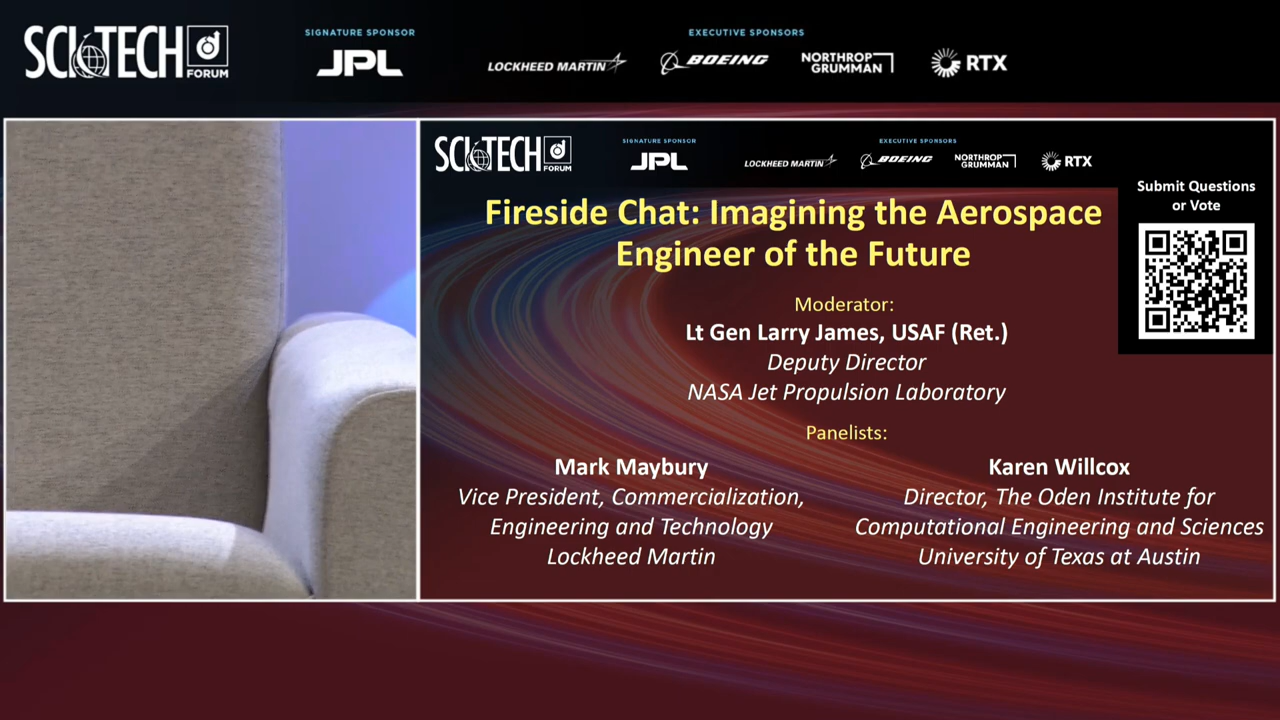 SCITECH
FORUM
SIGNATURE SPONSOR
JPL
EXECUTIVE SPONSORS
LOCKHEED MARTIN
BOEING
NORTHROP
GRUMMAN
RTX
SCITECH
FORUM
SIGNATURE SPONSOR
JPL
EXECUTIVE SPONSORS
LOCKHEED MARTIN
BOEING
NORTHROP
GRUMMAN
RTX
Submit Questions
or Vote
Fireside Chat: Imagining the Aerospace
Engineer of the Future
Moderator:
Lt Gen Larry James, USAF (Ret.)
Deputy Director
NASA Jet Propulsion Laboratory
Panelists:
Mark Maybury
Vice President, Commercialization,
Engineering and Technology
Lockheed Martin
Karen Willcox
Director, The Oden Institute for
Computational Engineering and Sciences
University of Texas at Austin